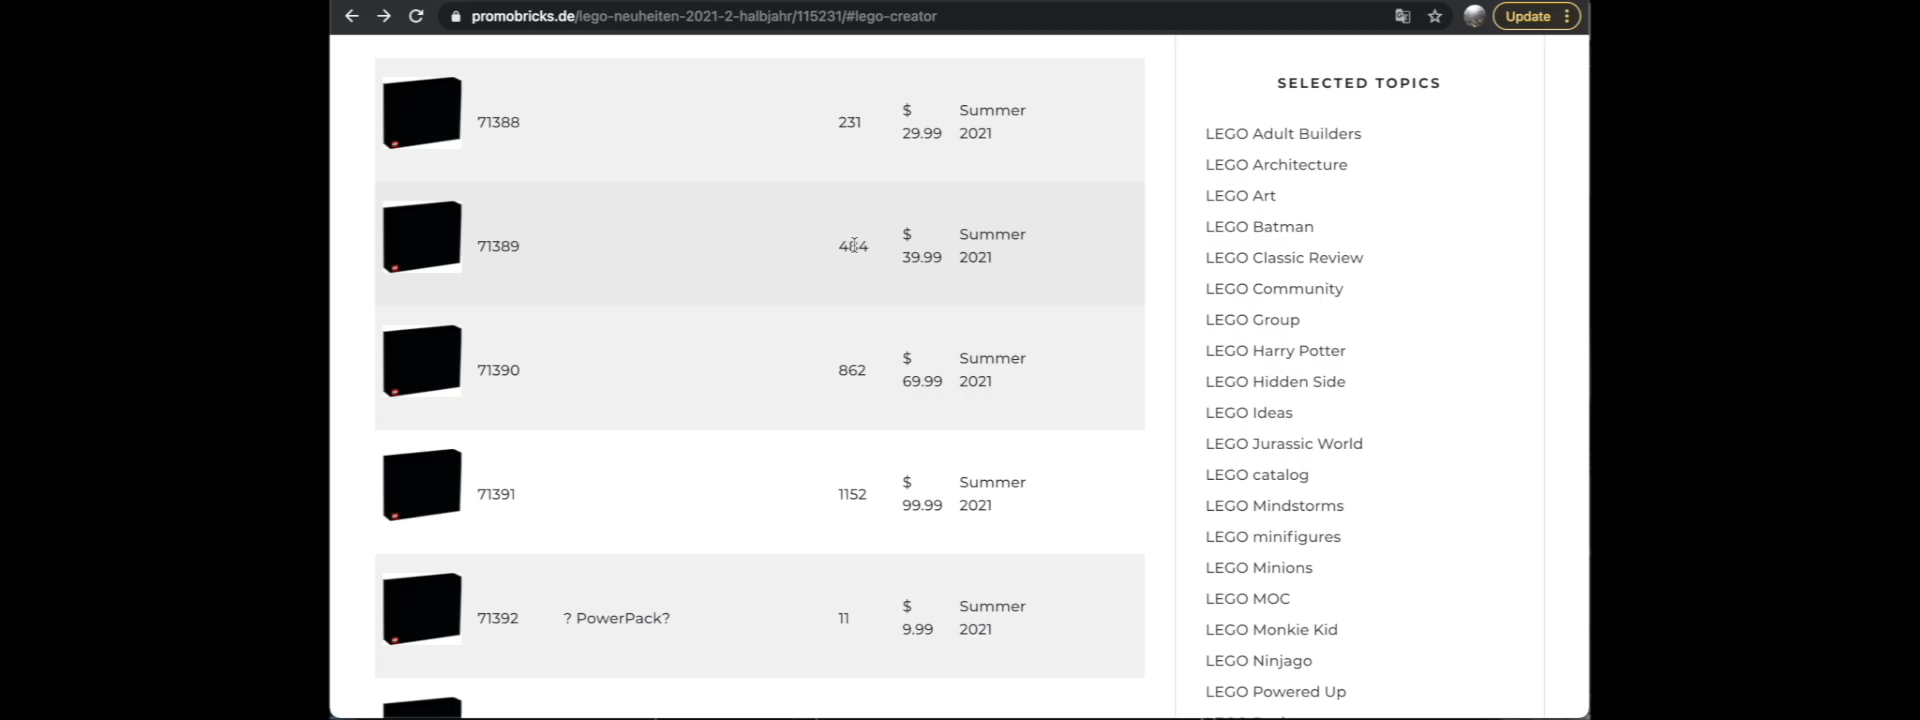 promobricks.de/lego-neuheiten-2021-2-halbjahr/115231/#lego-creator
Update
71388 231 $ 29.99 Summer 2021
71389 484 $ 39.99 Summer 2021
71390 862 $ 69.99 Summer 2021
71391 1152 $ 99.99 Summer 2021
71392 ? PowerPack? 11 $ 9.99 Summer 2021
SELECTED TOPICS
LEGO Adult Builders
LEGO Architecture
LEGO Art
LEGO Batman
LEGO Classic Review
LEGO Community
LEGO Group
LEGO Harry Potter
LEGO Hidden Side
LEGO Ideas
LEGO Jurassic World
LEGO catalog
LEGO Mindstorms
LEGO minifigures
LEGO Minions
LEGO MOC
LEGO Monkie Kid
LEGO Ninjago
LEGO Powered Up